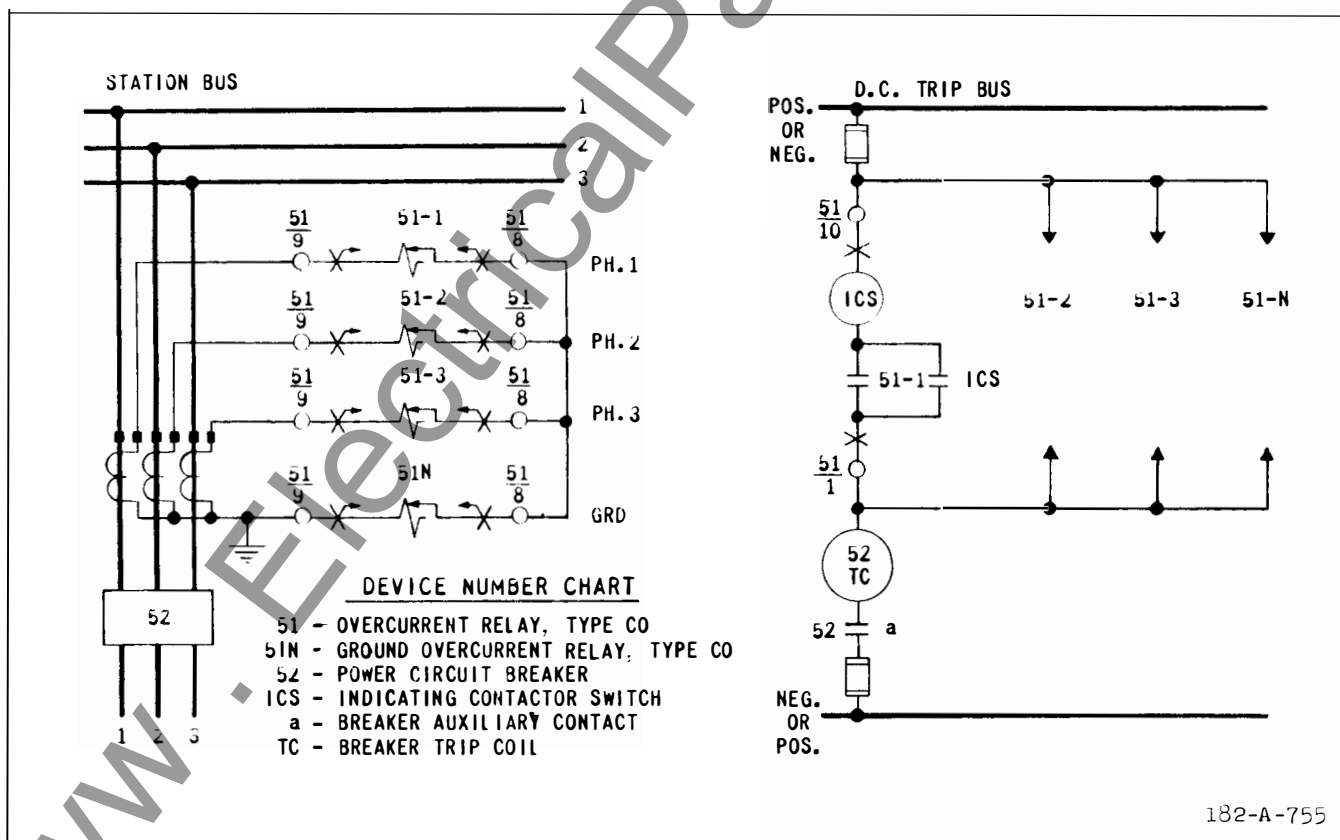 STATION BUS
1
2
3
51
9
51-1
51
8
PH.1
51
9
51-2
51
8
PH.2
51
9
51-3
51
8
PH.3
51
9
51N
51
8
GRD
52
1 2 3
DEVICE NUMBER CHART
51 - OVERCURRENT RELAY, TYPE CO
51N - GROUND OVERCURRENT RELAY, TYPE CO
52 - POWER CIRCUIT BREAKER
ICS - INDICATING CONTACTOR SWITCH
a - BREAKER AUXILIARY CONTACT
TC - BREAKER TRIP COIL
D.C. TRIP BUS
POS.
OR
NEG.
51
10
ICS
51-2 51-3 51-N
51-1 ICS
51
1
52
TC
52 a
NEG.
OR
POS.
182-A-755
www.ElectricalPa